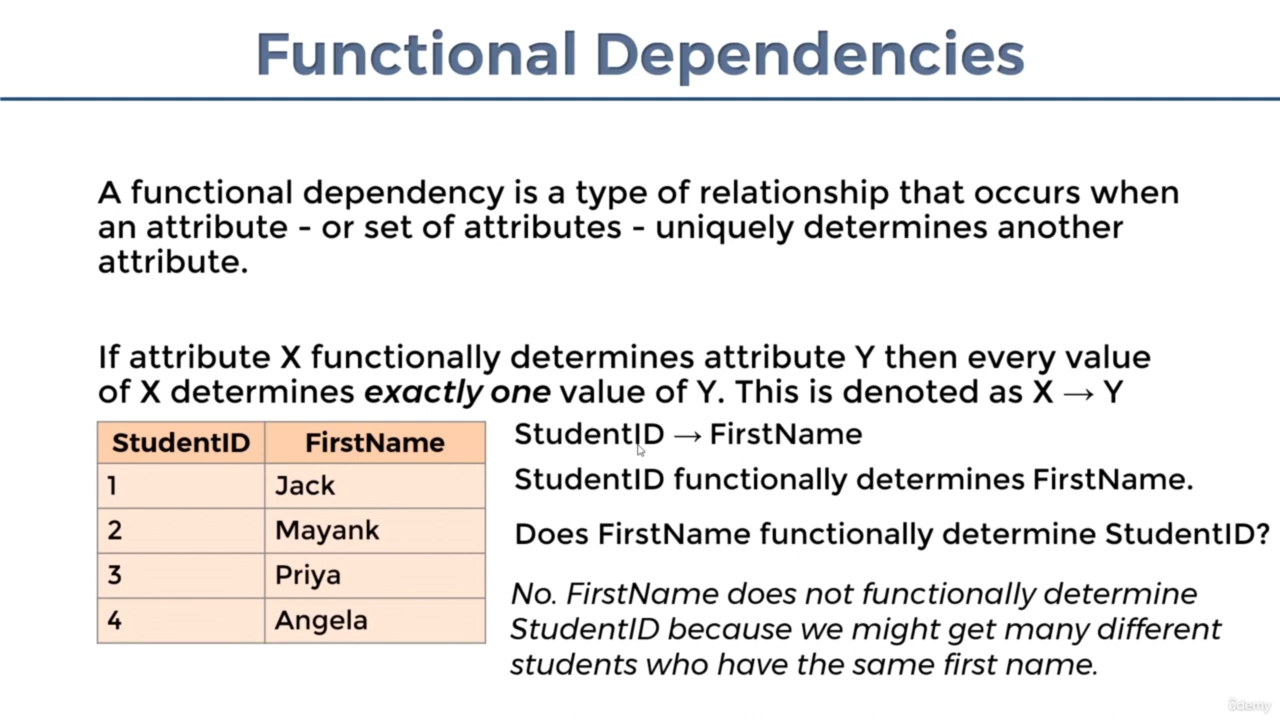 Functional Dependencies
A functional dependency is a type of relationship that occurs when
an attribute - or set of attributes - uniquely determines another
attribute.
If attribute X functionally determines attribute Y then every value
of X determines exactly one value of Y. This is denoted as X → Y
StudentID FirstName
1 Jack
2 Mayank
3 Priya
4 Angela
StudentID → FirstName
StudentID functionally determines FirstName.
Does FirstName functionally determine StudentID?
No. FirstName does not functionally determine
StudentID because we might get many different
students who have the same first name.
ûdemy